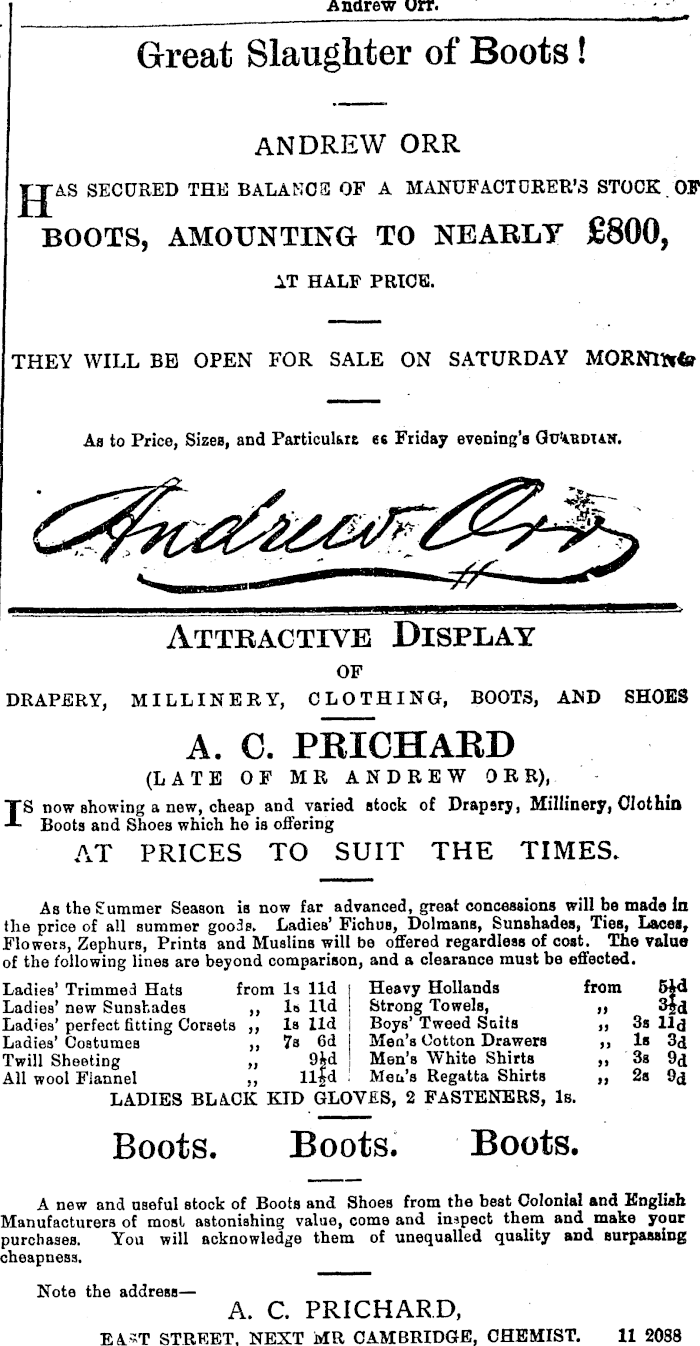 Andrew Orr.
Great Slaughter of Boots!
ANDREW ORR
HAS SECURED THE BALANCE OF A MANUFACTURER'S STOCK OF
BOOTS, AMOUNTING TO NEARLY £800,
AT HALF PRICE.
THEY WILL BE OPEN FOR SALE ON SATURDAY MORNING
As to Price, Sizes, and Particulars see Friday evening's GUARDIAN.
Andrew Orr
ATTRACTIVE DISPLAY
OF
DRAPERY, MILLINERY, CLOTHING, BOOTS, AND SHOES
A. C. PRICHARD
(LATE OF MR ANDREW ORR),
IS now showing a new, cheap and varied stock of Drapery, Millinery, Clothin
Boots and Shoes which he is offering
AT PRICES TO SUIT THE TIMES.
As the Summer Season is now far advanced, great concessions will be made in
the price of all summer goods. Ladies' Fichus, Dolmans, Sunshades, Ties, Laces,
Flowers, Zephurs, Prints and Muslins will be offered regardless of cost. The value
of the following lines are beyond comparison, and a clearance must be effected.
Ladies' Trimmed Hats from 1s 11d
Ladies' new Sunshades ,, 1s 11d
Ladies' perfect fitting Corsets ,, 1s 11d
Ladies' Costumes ,, 7s 6d
Twill Sheeting ,, 9½d
All wool Flannel ,,
Heavy Hollands from 5½d
Strong Towels, ,, 3½d
Boys' Tweed Suits ,, 3s 11d
Men's Cotton Drawers ,, 1s 3d
Men's White Shirts ,, 3s 9d
Men's Regatta Shirts ,, 2s 9d
LADIES BLACK KID GLOVES, 2 FASTENERS, 1s.
Boots. Boots. Boots.
A new and useful stock of Boots and Shoes from the best Colonial and English
Manufacturers of most astonishing value, come and inspect them and make your
purchases. You will acknowledge them of unequalled quality and surpassing
cheapness.
Note the address—
A. C. PRICHARD,
EAST STREET, NEXT MR CAMBRIDGE, CHEMIST. 11 2088